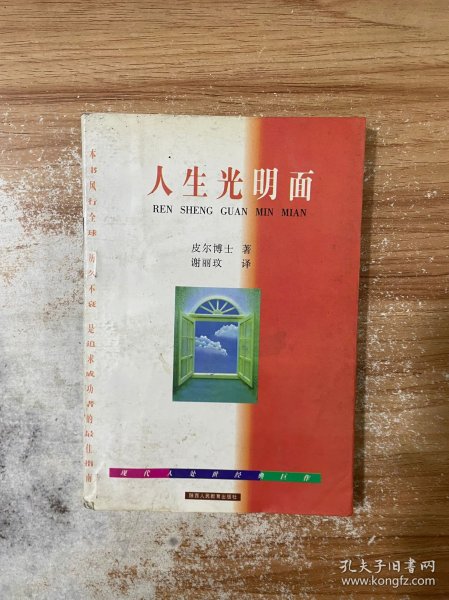 人生光明面
REN SHENG GUAN MIN MIAN
皮尔博士 著
谢丽玟 译
本书风行全球 历久不衰 是追求成功者的最佳指南
现代人处世经典巨作
陕西人民教育出版社
孔夫子旧书网
www.kongfz.com